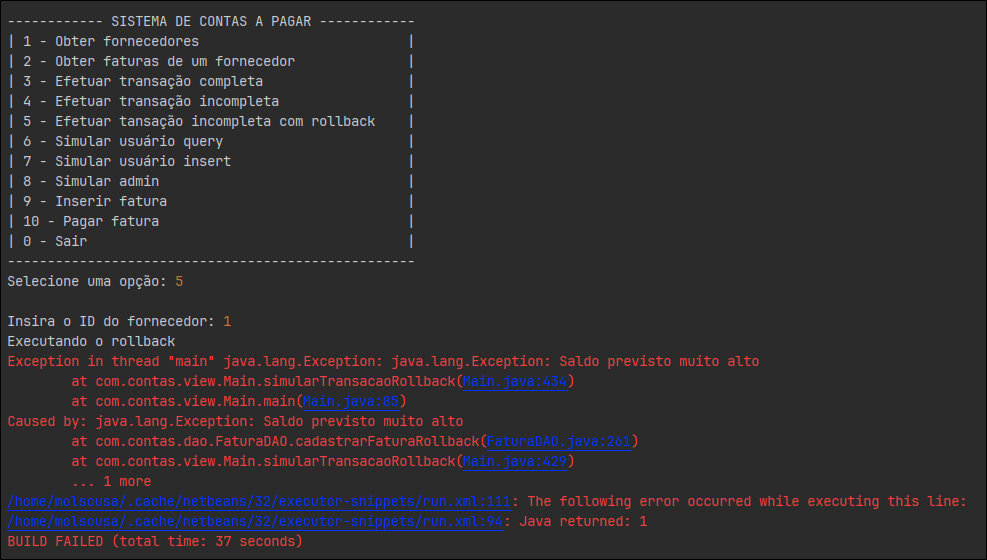 ------------ SISTEMA DE CONTAS A PAGAR ------------
| 1 - Obter fornecedores                          |
| 2 - Obter faturas de um fornecedor              |
| 3 - Efetuar transação completa                  |
| 4 - Efetuar transação incompleta                |
| 5 - Efetuar tansação incompleta com rollback    |
| 6 - Simular usuário query                       |
| 7 - Simular usuário insert                      |
| 8 - Simular admin                               |
| 9 - Inserir fatura                              |
| 10 - Pagar fatura                               |
| 0 - Sair                                        |
---------------------------------------------------
Selecione uma opção: 5

Insira o ID do fornecedor: 1
Executando o rollback
Exception in thread "main" java.lang.Exception: java.lang.Exception: Saldo previsto muito alto
        at com.contas.view.Main.simularTransacaoRollback(Main.java:434)
        at com.contas.view.Main.main(Main.java:85)
Caused by: java.lang.Exception: Saldo previsto muito alto
        at com.contas.dao.FaturaDAO.cadastrarFaturaRollback(FaturaDAO.java:261)
        at com.contas.view.Main.simularTransacaoRollback(Main.java:429)
        ... 1 more
/home/molsousa/.cache/netbeans/32/executor-snippets/run.xml:111: The following error occurred while executing this line:
/home/molsousa/.cache/netbeans/32/executor-snippets/run.xml:94: Java returned: 1
BUILD FAILED (total time: 37 seconds)